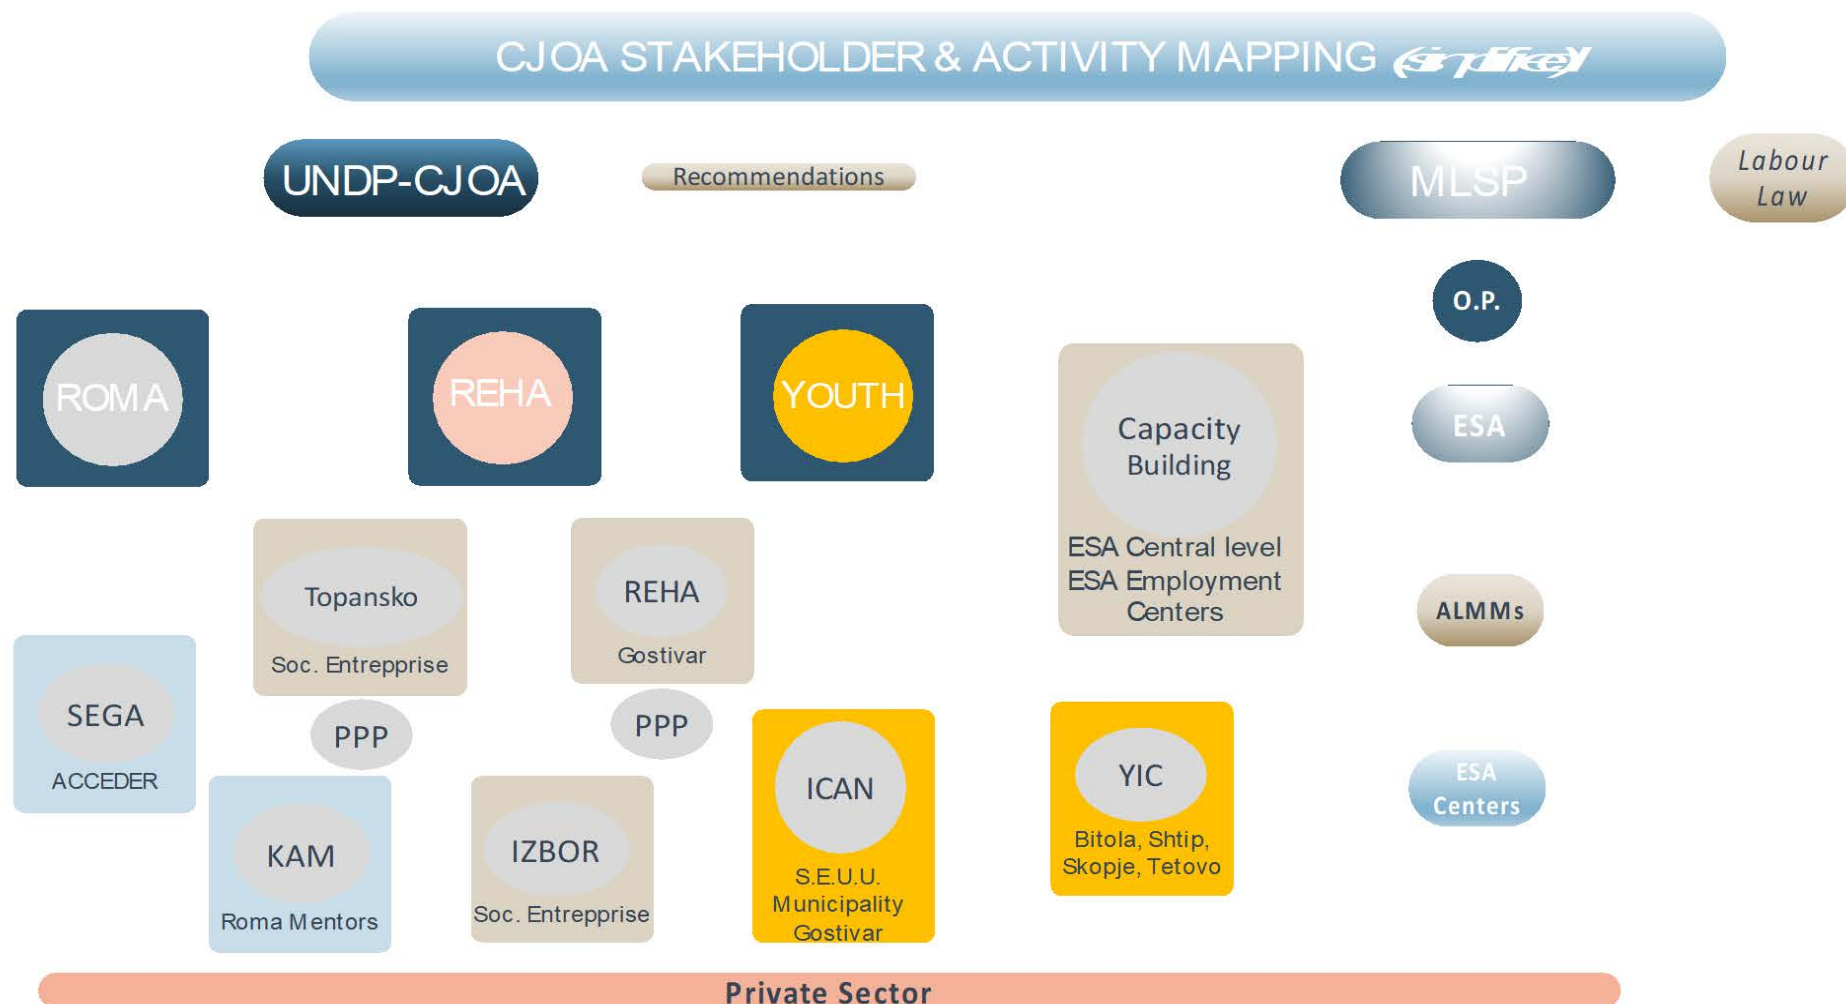 CJOA STAKEHOLDER & ACTIVITY MAPPING
UNDP-CJOA
Recommendations
MLSP
Labour
Law
O.P.
ROMA
REHA
YOUTH
Capacity
Building
ESA Central level
ESA Employment
Centers
ESA
Topansko
Soc. Entrepprise
REHA
Gostivar
ALMMs
SEGA
ACCEDER
PPP
PPP
ICAN
S.E.U.U.
Municipality
Gostivar
YIC
Bitola, Shtip,
Skopje, Tetovo
ESA
Centers
KAM
Roma Mentors
IZBOR
Soc. Entrepprise
Private Sector